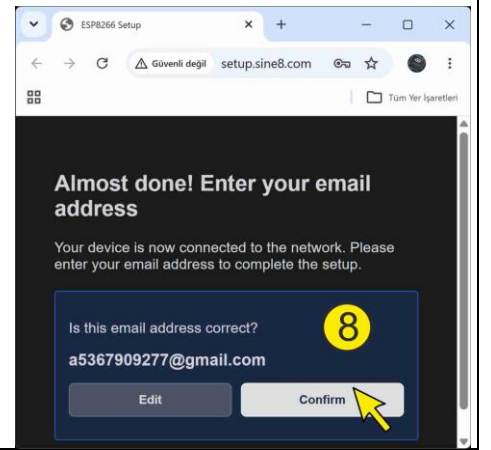 ESP8266 Setup
Güvenli değil setup.sine8.com
Tüm Yer İşaretleri
Almost done! Enter your email
address
Your device is now connected to the network. Please
enter your email address to complete the setup.
Is this email address correct?
8
a5367909277@gmail.com
Edit Confirm